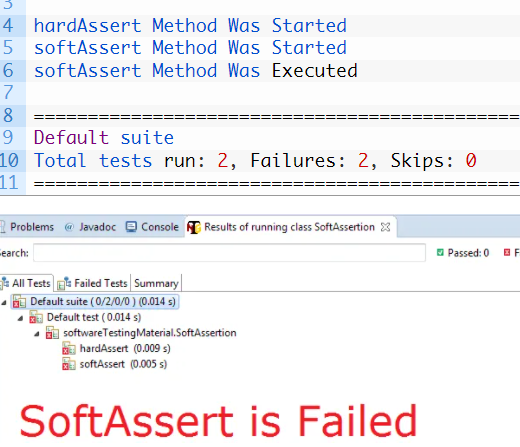 3
4 hardAssert Method Was Started
5 softAssert Method Was Started
6 softAssert Method Was Executed
7
8 =============================================
9 Default suite
10 Total tests run: 2, Failures: 2, Skips: 0
11 =============================================
Problems @ Javadoc Console Results of running class SoftAssertion
Search: Passed: 0 F
All Tests Failed Tests Summary
Default suite ( 0/2/0/0 ) (0.014 s)
Default test ( 0.014 s)
softwareTestingMaterial.SoftAssertion
hardAssert (0.009 s)
softAssert (0.005 s)
SoftAssert is Failed